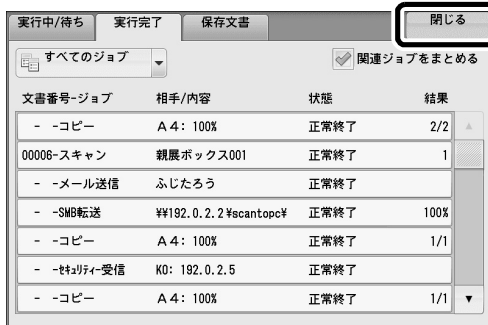 実行中/待ち 実行完了 保存文書 閉じる
すべてのジョブ 関連ジョブをまとめる
文書番号-ジョブ 相手/内容 状態 結果
- -コピー A4: 100% 正常終了 2/2
00006-スキャン 親展ボックス001 正常終了 1
- -メール送信 ふじたろう 正常終了
- -SMB転送 ¥¥192.0.2.2¥scantopc¥ 正常終了 100%
- -コピー A4: 100% 正常終了 1/1
- -ｾｷｭﾘﾃｨｰ受信 KO: 192.0.2.5 正常終了
- -コピー A4: 100% 正常終了 1/1